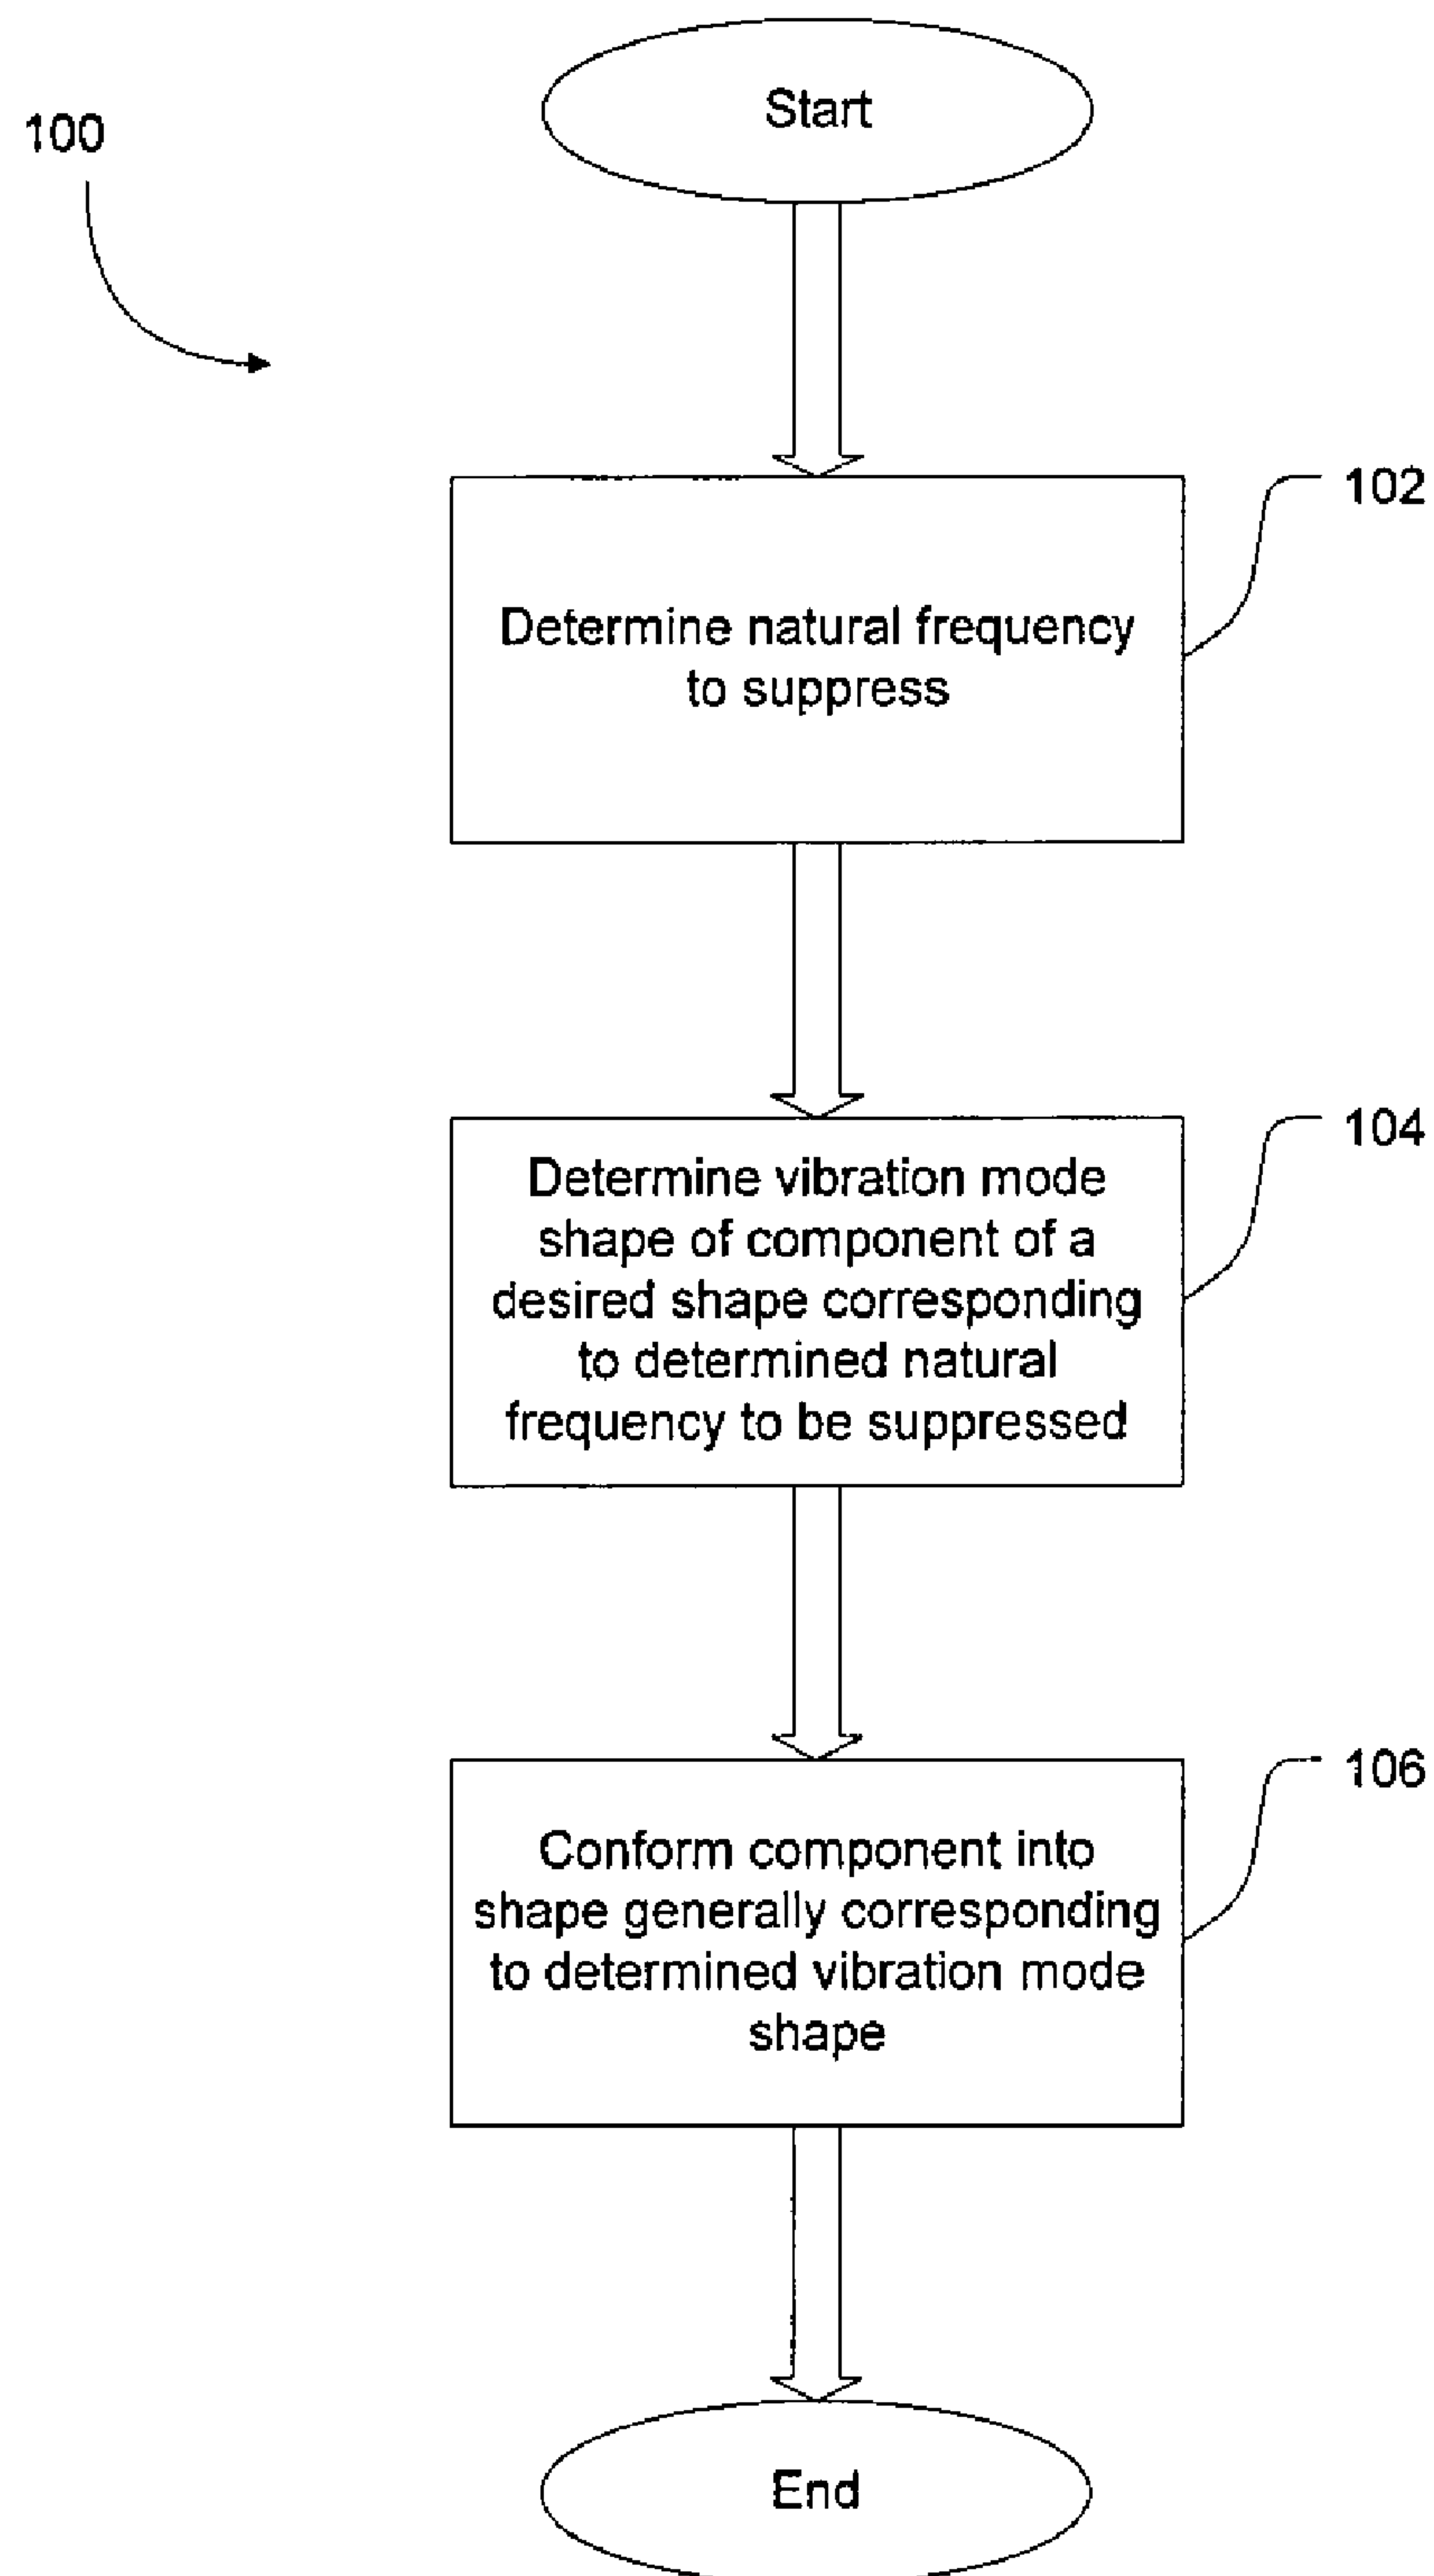 Start
100
102
Determine natural frequency
to suppress
104
Determine vibration mode
shape of component of a
desired shape corresponding
to determined natural
frequency to be suppressed
106
Conform component into
shape generally corresponding
to determined vibration mode
shape
End